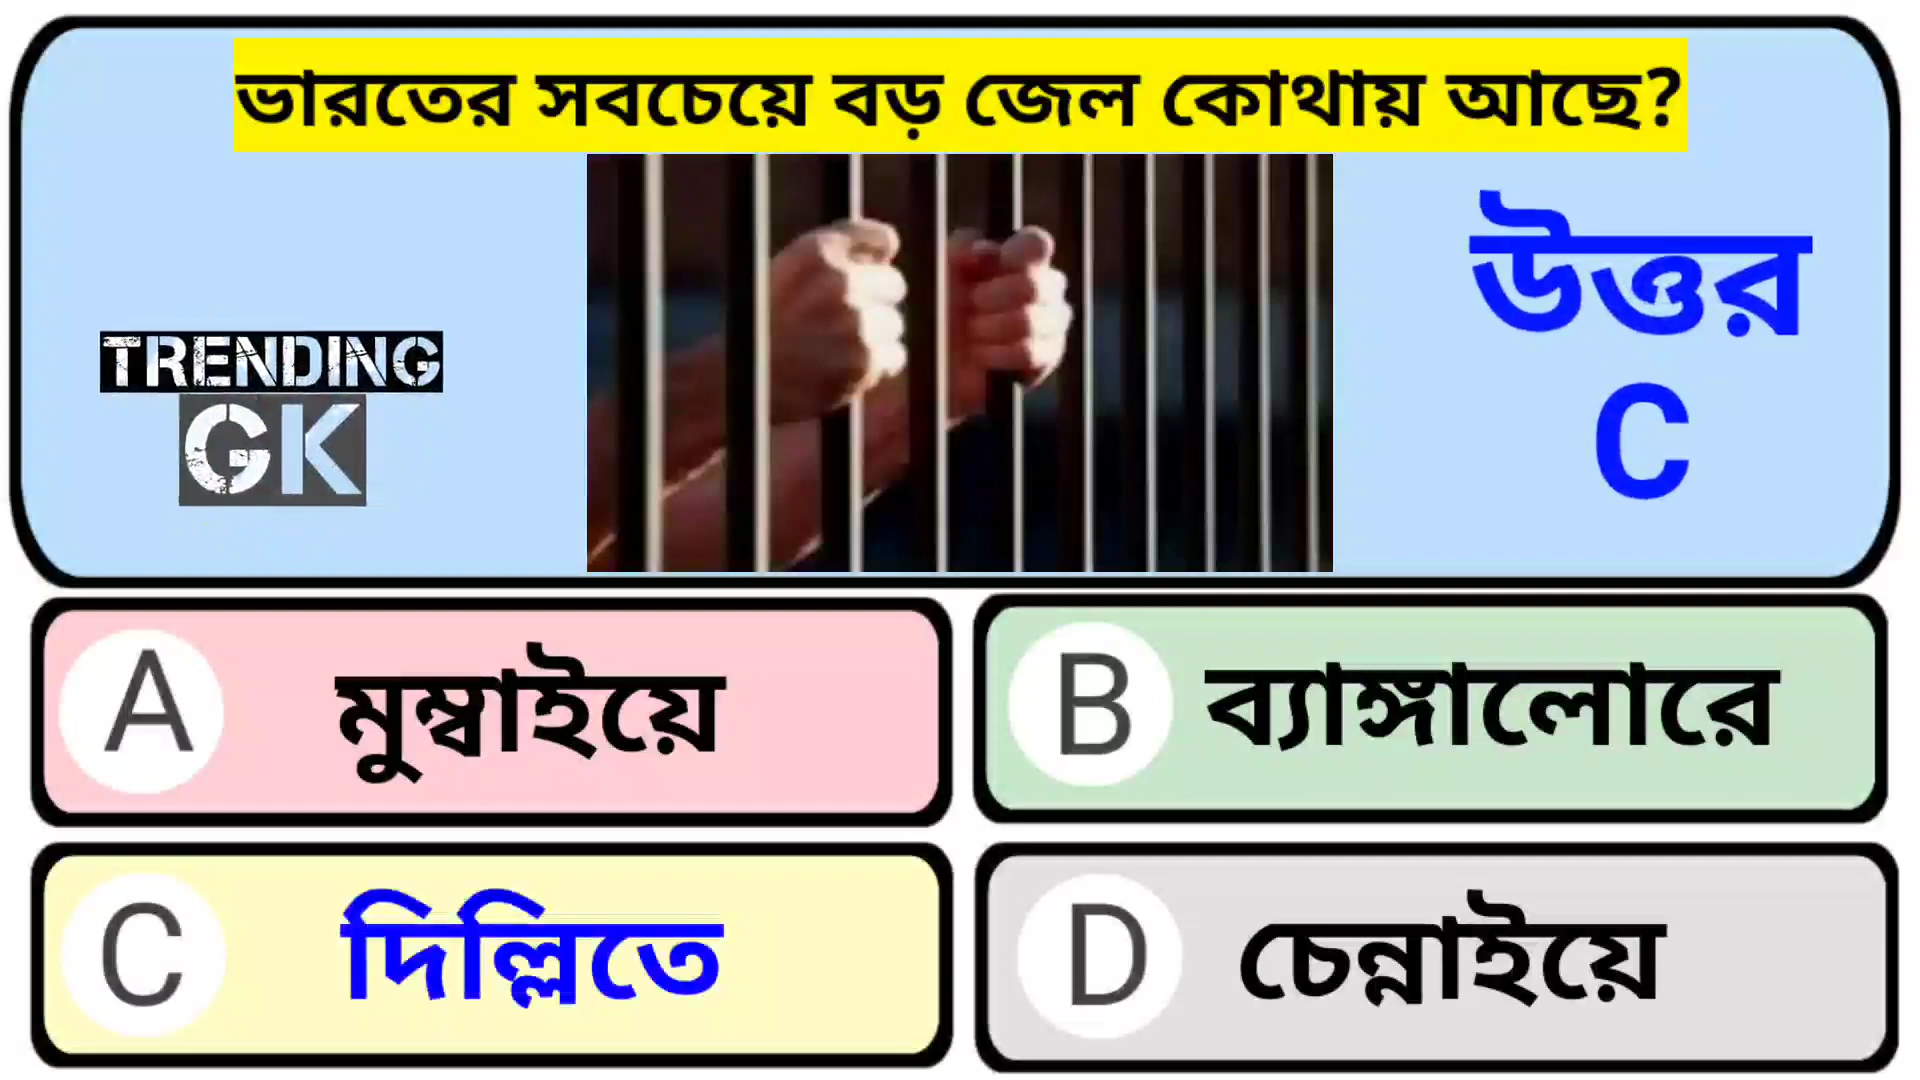 ভারতের সবচেয়ে বড় জেল কোথায় আছে?
TRENDING
GK
উত্তর
C
A মুম্বাইয়ে
B ব্যাঙ্গালোরে
C দিল্লিতে
D চেন্নাইয়ে